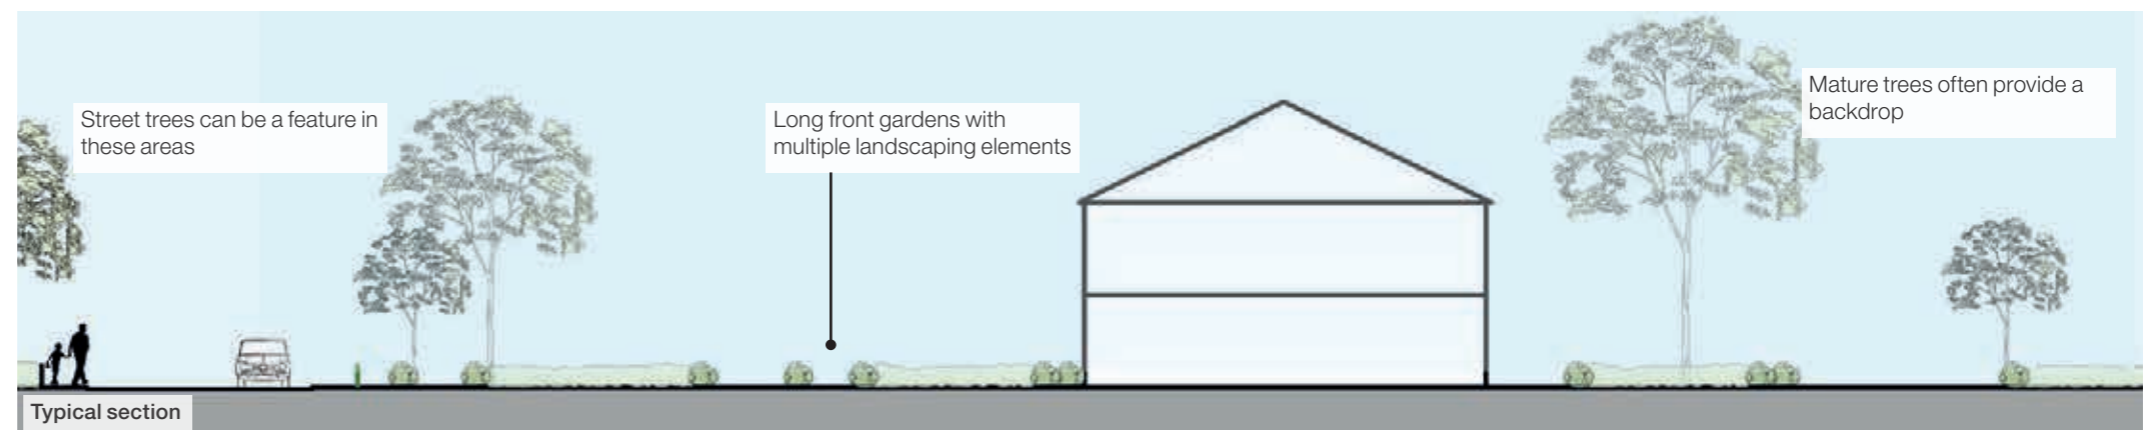 Street trees can be a feature in
these areas
Long front gardens with
multiple landscaping elements
Mature trees often provide a
backdrop
Typical section